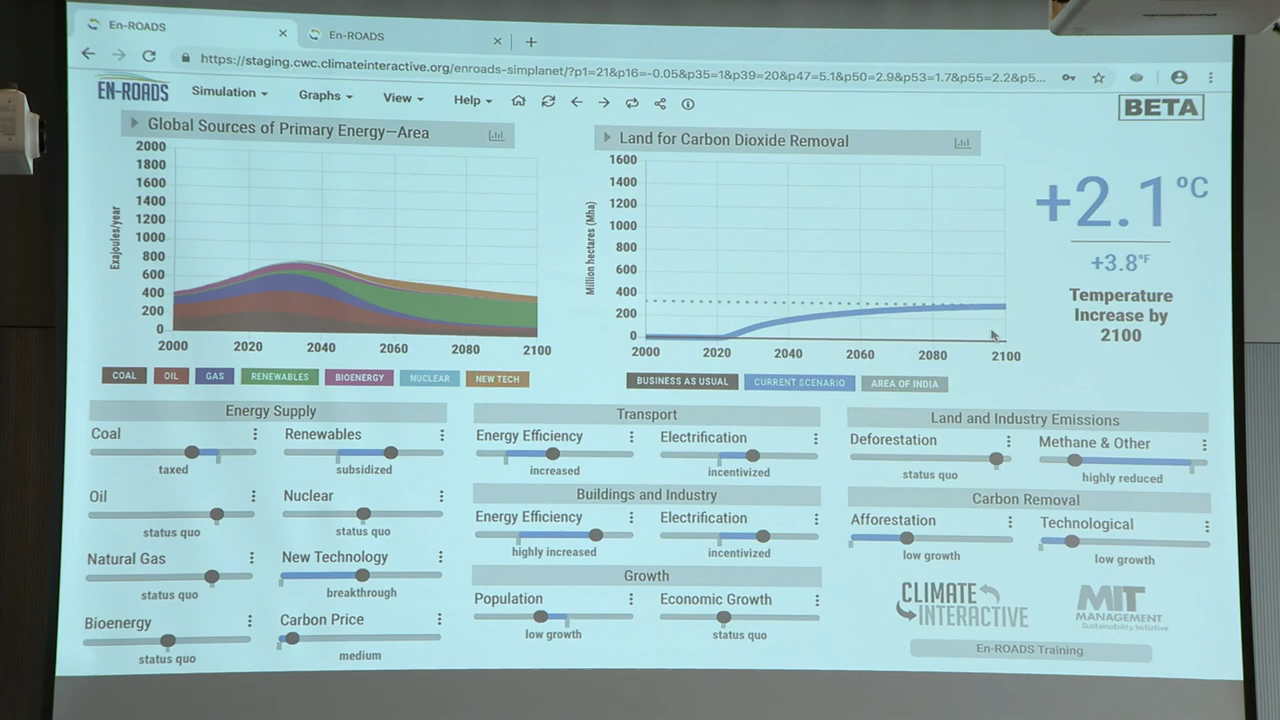 En-ROADS
En-ROADS
https://staging.cwc.climateinteractive.org/enroads-simplanet/?p1=21&p16=-0.05&p35=1&p39=20&p47=5.1&p50=2.9&p53=1.7&p55=2.2&p5...
EN-ROADS
Simulation
Graphs
View
Help
BETA
Global Sources of Primary Energy—Area
2000
1800
1600
1400
1200
1000
800
600
400
200
0
Exajoules/year
2000 2020 2040 2060 2080 2100
COAL OIL GAS RENEWABLES BIOENERGY NUCLEAR NEW TECH
Land for Carbon Dioxide Removal
1600
1400
1200
1000
800
600
400
200
0
Million hectares (Mha)
2000 2020 2040 2060 2080 2100
BUSINESS AS USUAL CURRENT SCENARIO AREA OF INDIA
+2.1 ºC
+3.8 ºF
Temperature
Increase by
2100
Energy Supply
Coal
taxed
Renewables
subsidized
Oil
status quo
Nuclear
status quo
Natural Gas
status quo
New Technology
breakthrough
Bioenergy
status quo
Carbon Price
medium
Transport
Energy Efficiency
increased
Electrification
incentivized
Buildings and Industry
Energy Efficiency
highly increased
Electrification
incentivized
Growth
Population
low growth
Economic Growth
status quo
Land and Industry Emissions
Deforestation
status quo
Methane & Other
highly reduced
Carbon Removal
Afforestation
low growth
Technological
low growth
CLIMATE
INTERACTIVE
MIT
MANAGEMENT
Sustainability Initiative
En-ROADS Training